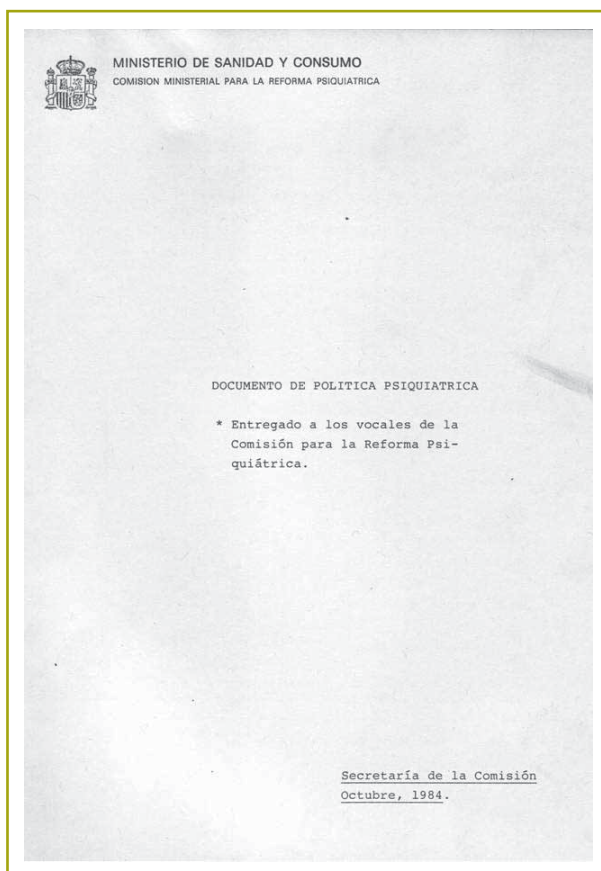 MINISTERIO DE SANIDAD Y CONSUMO
COMISION MINISTERIAL PARA LA REFORMA PSIQUIATRICA
DOCUMENTO DE POLITICA PSIQUIATRICA
* Entregado a los vocales de la
Comisión para la Reforma Psi-
quiátrica.
Secretaría de la Comisión
Octubre, 1984.